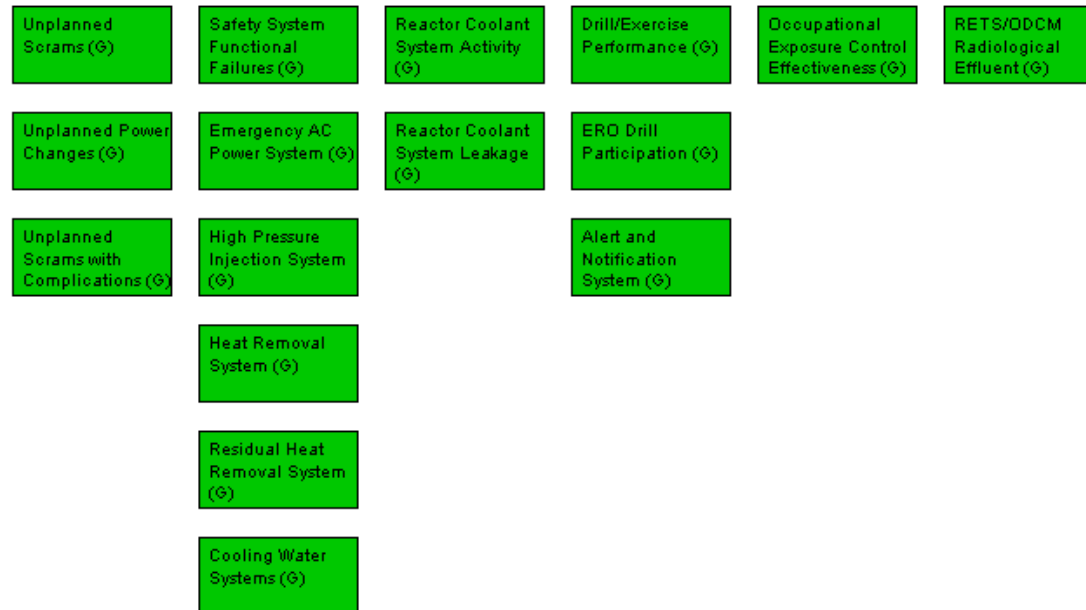 Unplanned
Scrams (G)
Safety System
Functional
Failures (G)
Reactor Coolant
System Activity
(G)
Drill/Exercise
Performance (G)
Occupational
Exposure Control
Effectiveness (G)
RETS/ODCM
Radiological
Effluent (G)
Unplanned Power
Changes (G)
Emergency AC
Power System (G)
Reactor Coolant
System Leakage
(G)
ERO Drill
Participation (G)
Unplanned
Scrams with
Complications (G)
High Pressure
Injection System
(G)
Alert and
Notification
System (G)
Heat Removal
System (G)
Residual Heat
Removal System
(G)
Cooling Water
Systems (G)